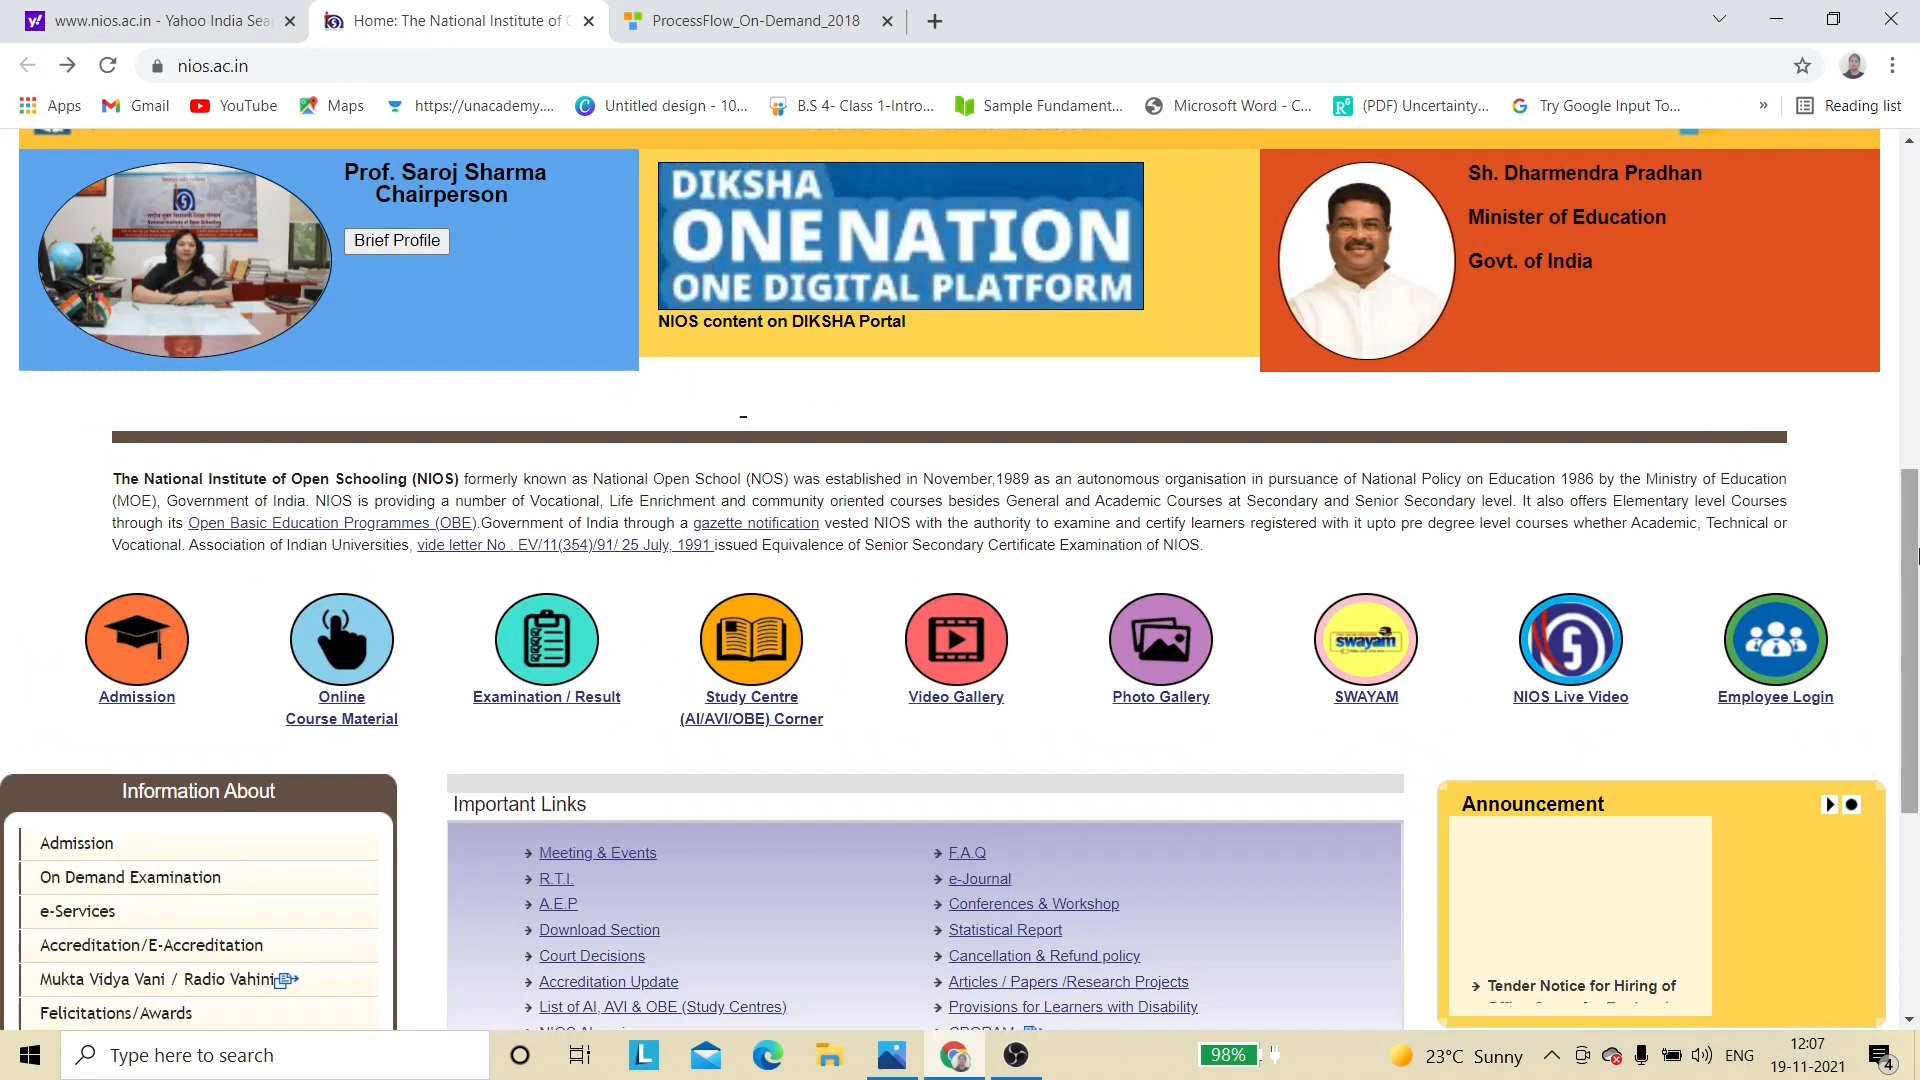 www.nios.ac.in - Yahoo India Sea
Home: The National Institute of O
ProcessFlow_On-Demand_2018
nios.ac.in
Apps
Gmail
YouTube
Maps
https://unacademy....
Untitled design - 10...
B.S 4- Class 1-Intro...
Sample Fundament...
Microsoft Word - C...
(PDF) Uncertainty...
Try Google Input To...
»
Reading list
Prof. Saroj Sharma
Chairperson
Brief Profile
DIKSHA
ONE NATION
ONE DIGITAL PLATFORM
NIOS content on DIKSHA Portal
Sh. Dharmendra Pradhan
Minister of Education
Govt. of India
The National Institute of Open Schooling (NIOS) formerly known as National Open School (NOS) was established in November,1989 as an autonomous organisation in pursuance of National Policy on Education 1986 by the Ministry of Education
(MOE), Government of India. NIOS is providing a number of Vocational, Life Enrichment and community oriented courses besides General and Academic Courses at Secondary and Senior Secondary level. It also offers Elementary level Courses
through its Open Basic Education Programmes (OBE).Government of India through a gazette notification vested NIOS with the authority to examine and certify learners registered with it upto pre degree level courses whether Academic, Technical or
Vocational. Association of Indian Universities, vide letter No . EV/11(354)/91/ 25 July, 1991 issued Equivalence of Senior Secondary Certificate Examination of NIOS.
swayam
Admission
Online
Course Material
Examination / Result
Study Centre
(AI/AVI/OBE) Corner
Video Gallery
Photo Gallery
SWAYAM
NIOS Live Video
Employee Login
Information About
Admission
On Demand Examination
e-Services
Accreditation/E-Accreditation
Mukta Vidya Vani / Radio Vahini
Felicitations/Awards
Important Links
Meeting & Events
R.T.I.
A.E.P
Download Section
Court Decisions
Accreditation Update
List of AI, AVI & OBE (Study Centres)
F.A.Q
e-Journal
Conferences & Workshop
Statistical Report
Cancellation & Refund policy
Articles / Papers /Research Projects
Provisions for Learners with Disability
Announcement
Tender Notice for Hiring of
Type here to search
98%
23°C Sunny
ENG
12:07
19-11-2021
4